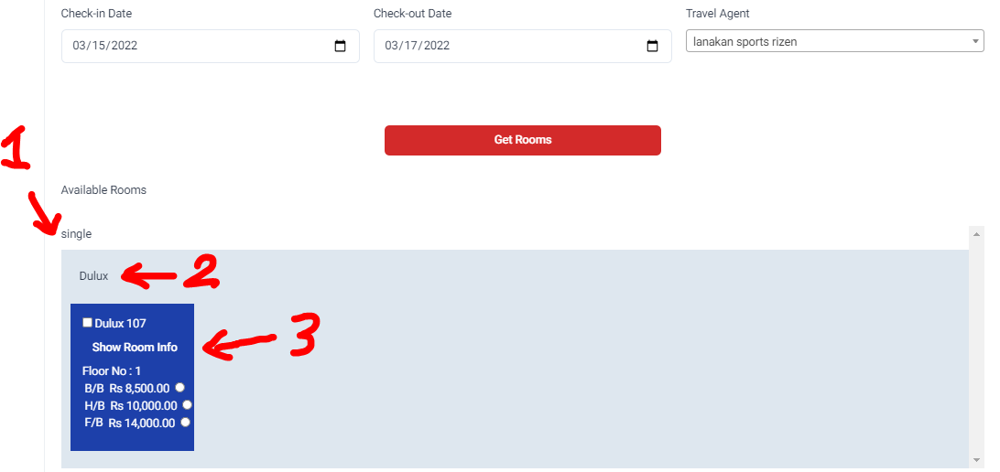 Check-in Date Check-out Date Travel Agent
03/15/2022 03/17/2022 lanakan sports rizen
Get Rooms
1
Available Rooms
single
Dulux 2
Dulux 107
3
Show Room Info
Floor No : 1
B/B Rs 8,500.00
H/B Rs 10,000.00
F/B Rs 14,000.00